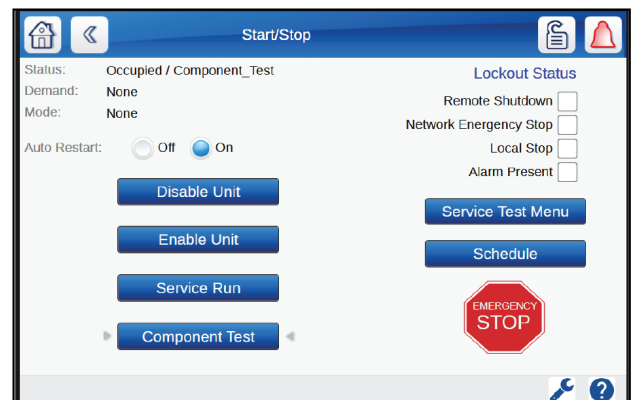 Start/Stop
Status: Occupied / Component_Test
Demand: None
Mode: None
Auto Restart: Off On
Disable Unit
Enable Unit
Service Run
Component Test
Lockout Status
Remote Shutdown
Network Emergency Stop
Local Stop
Alarm Present
Service Test Menu
Schedule
EMERGENCY
STOP
?